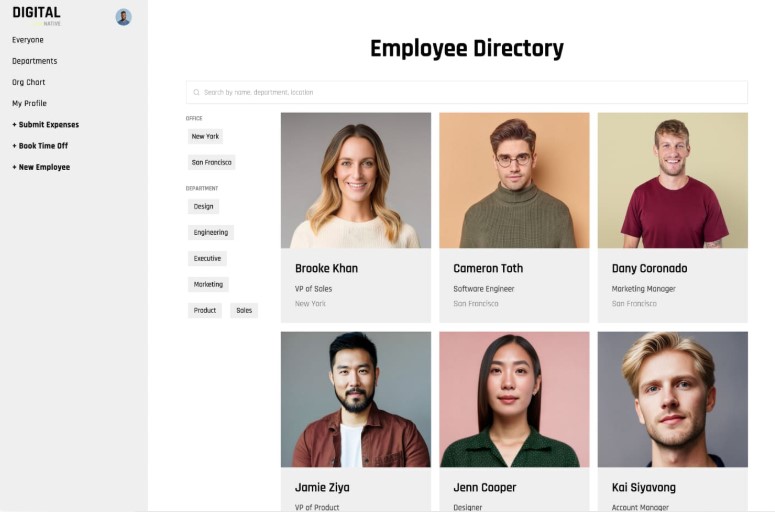 DIGITAL
NATIVE
Everyone
Departments
Org Chart
My Profile
+ Submit Expenses
+ Book Time Off
+ New Employee
Employee Directory
Search by name, department, location
OFFICE
New York
San Francisco
DEPARTMENT
Design
Engineering
Executive
Marketing
Product Sales
Brooke Khan
VP of Sales
New York
Cameron Toth
Software Engineer
San Francisco
Dany Coronado
Marketing Manager
San Francisco
Jamie Ziya
VP of Product
Jenn Cooper
Designer
Kai Siyavong
Account Manager